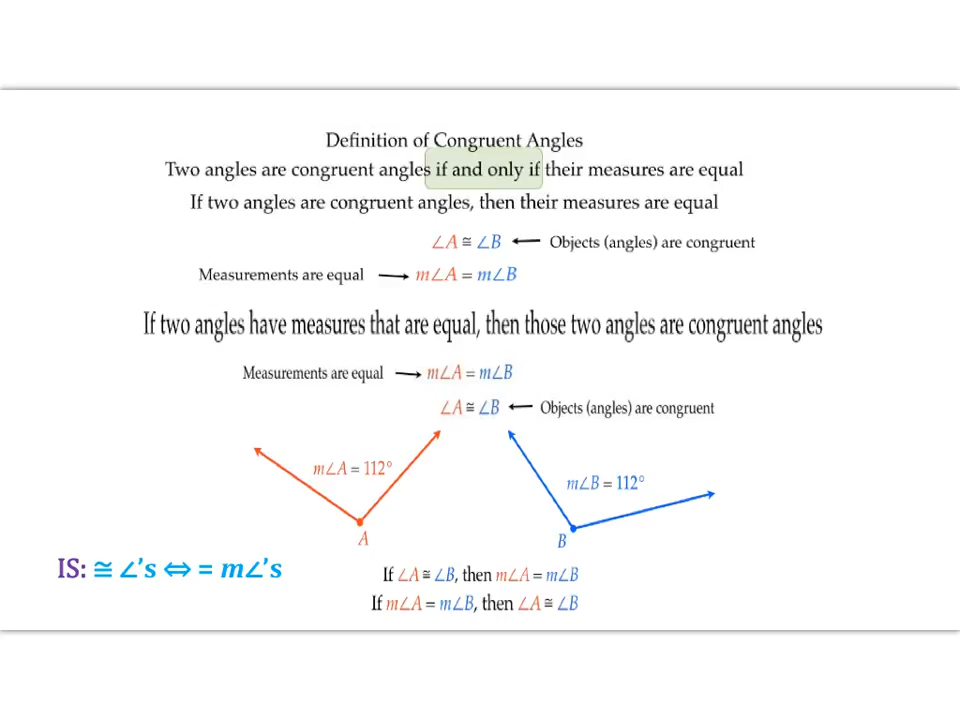 Definition of Congruent Angles
Two angles are congruent angles if and only if their measures are equal
If two angles are congruent angles, then their measures are equal
∠A ≅ ∠B ← Objects (angles) are congruent
Measurements are equal → m∠A = m∠B
If two angles have measures that are equal, then those two angles are congruent angles
Measurements are equal → m∠A = m∠B
∠A ≅ ∠B ← Objects (angles) are congruent
m∠A = 112°
m∠B = 112°
A
B
IS: ≅ ∠'s ⇔ = m∠'s
If ∠A ≅ ∠B, then m∠A = m∠B
If m∠A = m∠B, then ∠A ≅ ∠B